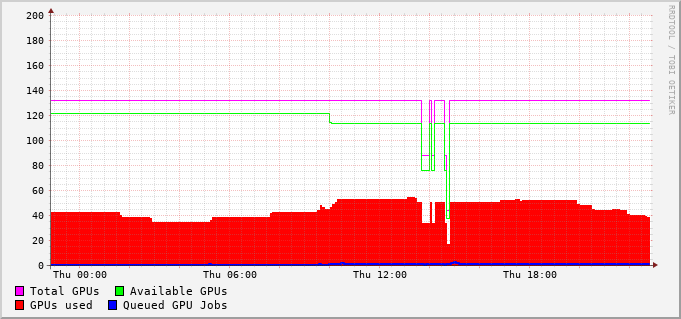 200
180
160
140
120
100
80
60
40
20
0
Thu 00:00 Thu 06:00 Thu 12:00 Thu 18:00
Total GPUs Available GPUs
GPUs used Queued GPU Jobs
RRDTOOL / TOBI OETIKER